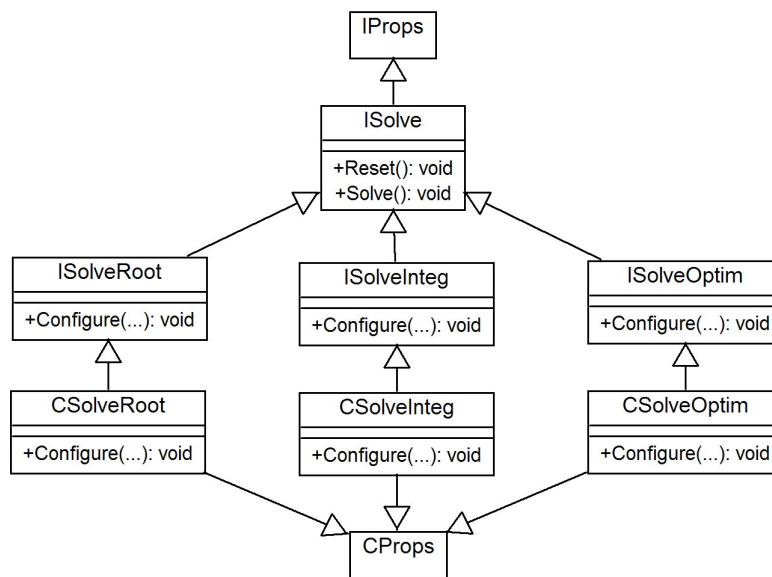 IProps
ISolve
+Reset(): void
+Solve(): void
ISolveRoot
+Configure(...): void
ISolveInteg
+Configure(...): void
ISolveOptim
+Configure(...): void
CSolveRoot
+Configure(...): void
CSolveInteg
+Configure(...): void
CSolveOptim
+Configure(...): void
CProps